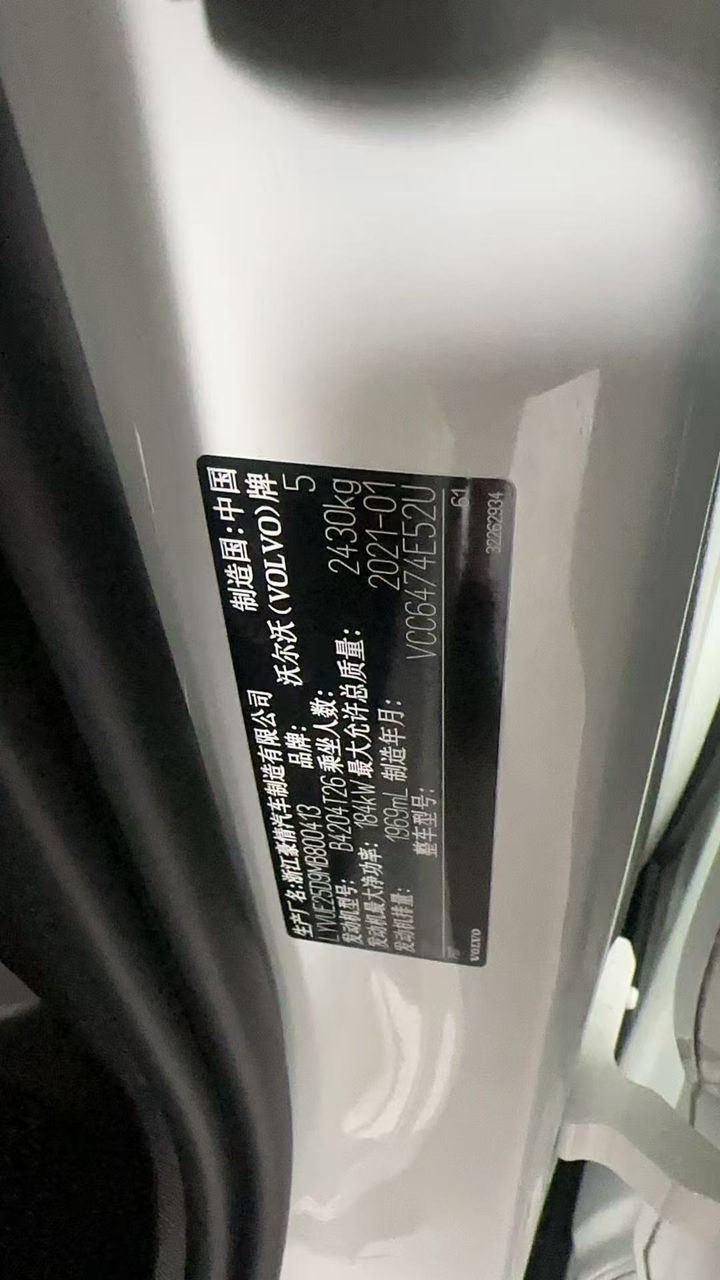 生产厂名:浙江豪情汽车制造有限公司 制造国:中国
LYVUE25D9MB800413 品牌: 沃尔沃(VOLVO)牌
发动机型号: B4204T26 乘坐人数: 5
发动机最大净功率: 184kW 最大允许总质量: 2430kg
发动机排量: 1969mL 制造年月: 2021-01
整车型号: VCC6474E52U
61
VOLVO 32262934